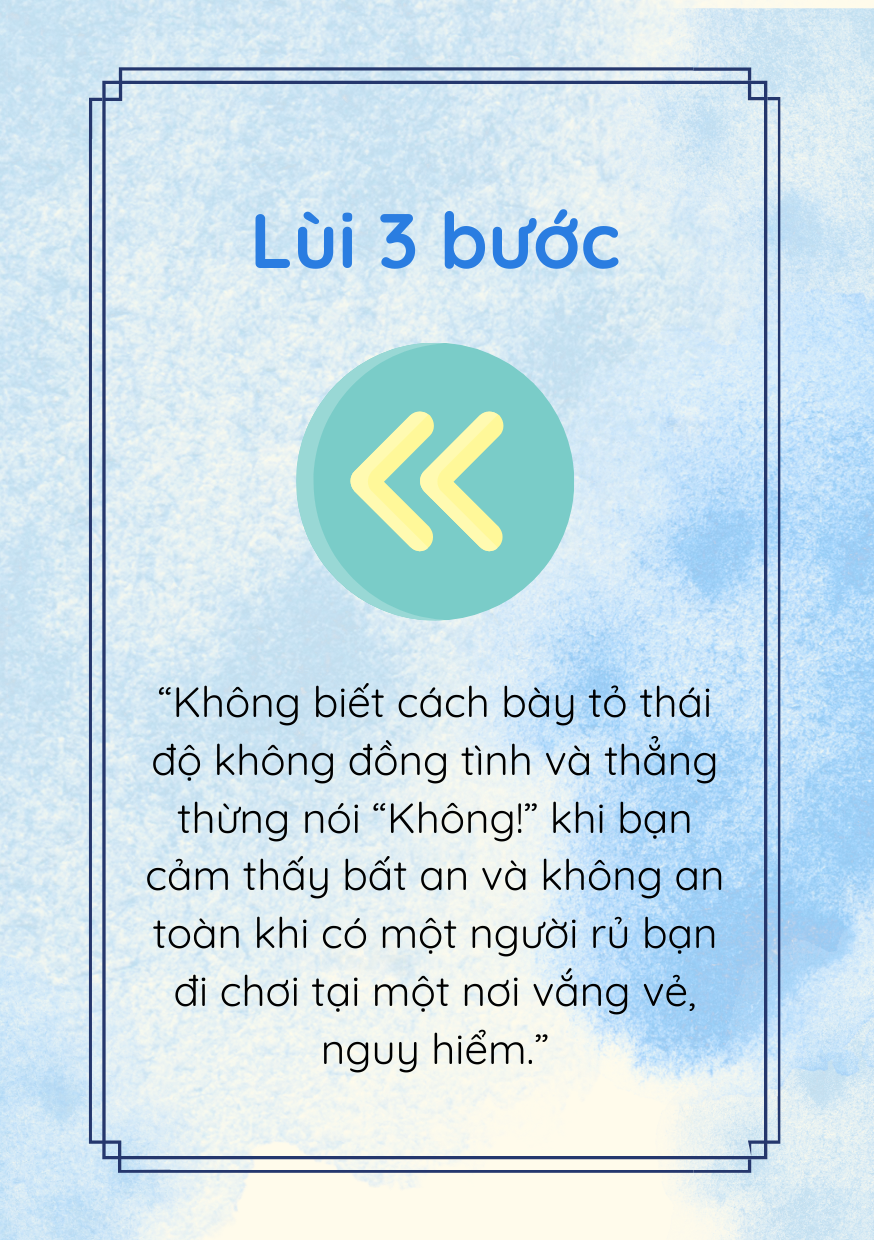 Lùi 3 bước
“Không biết cách bày tỏ thái
độ không đồng tình và thẳng
thừng nói “Không!” khi bạn
cảm thấy bất an và không an
toàn khi có một người rủ bạn
đi chơi tại một nơi vắng vẻ,
nguy hiểm.”